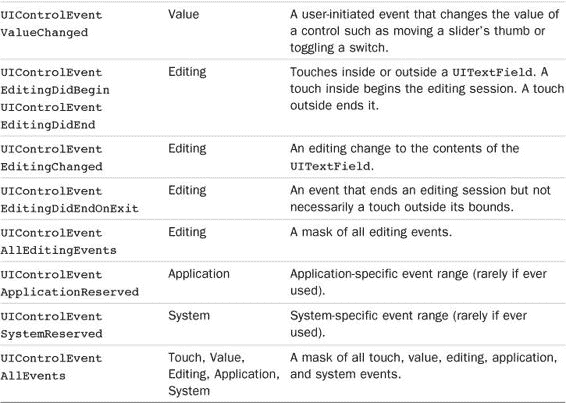 UIControlEvent Value A user-initiated event that changes the value of
ValueChanged a control such as moving a slider's thumb or
toggling a switch.
UIControlEvent Editing Touches inside or outside a UITextField. A
EditingDidBegin touch inside begins the editing session. A touch
UIControlEvent outside ends it.
EditingDidEnd
UIControlEvent Editing An editing change to the contents of the
EditingChanged UITextField.
UIControlEvent Editing An event that ends an editing session but not
EditingDidEndOnExit necessarily a touch outside its bounds.
UIControlEvent Editing A mask of all editing events.
AllEditingEvents
UIControlEvent Application Application-specific event range (rarely if ever
ApplicationReserved used).
UIControlEvent System System-specific event range (rarely if ever
SystemReserved used).
UIControlEvent Touch, Value, A mask of all touch, value, editing, application,
AllEvents Editing, Application, and system events.
System